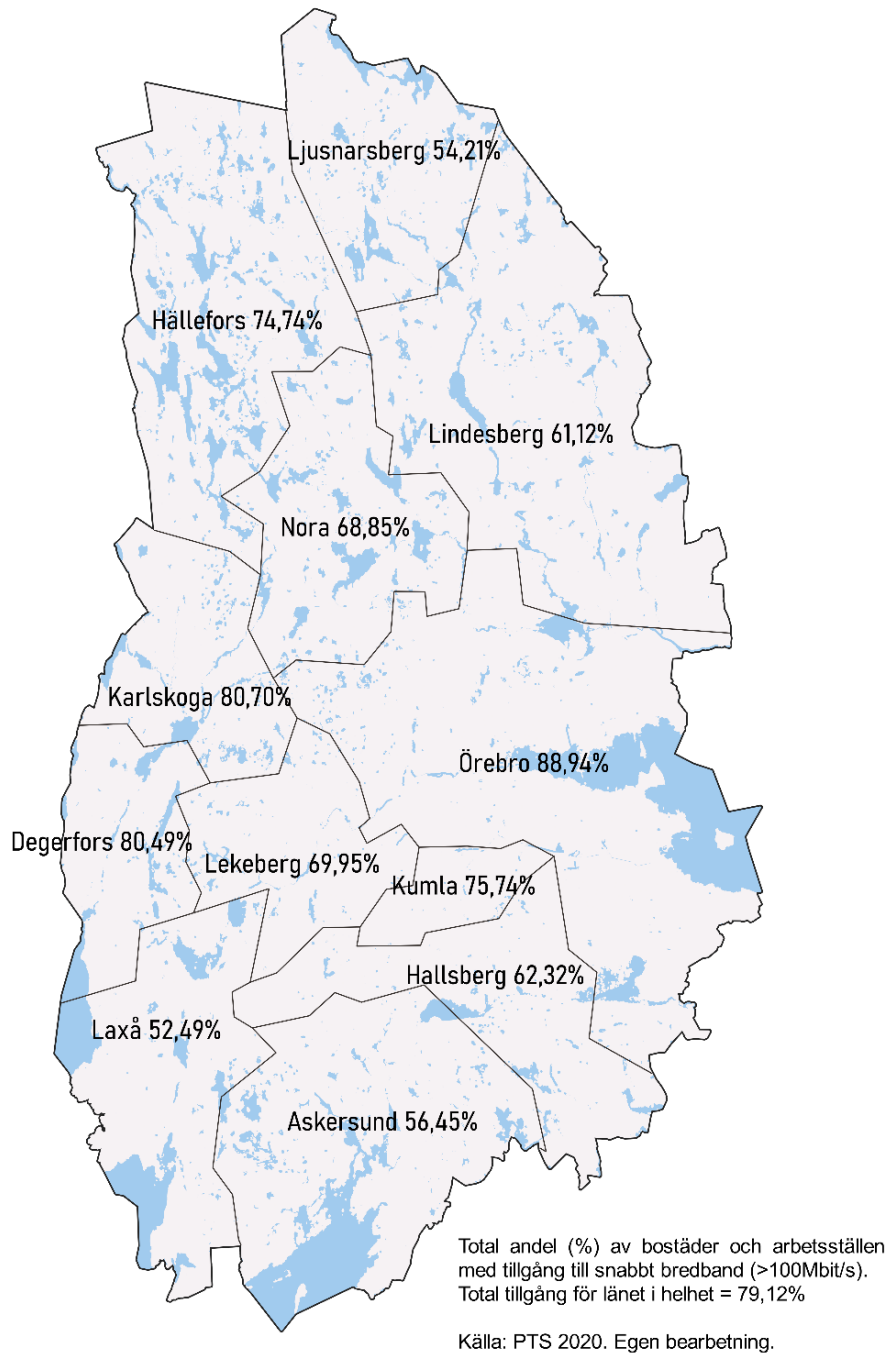 Ljusnarsberg 54,21%
Hällefors 74,74%
Lindesberg 61,12%
Nora 68,85%
Karlskoga 80,70%
Örebro 88,94%
Degerfors 80,49%
Lekeberg 69,95%
Kumla 75,74%
Hallsberg 62,32%
Laxå 52,49%
Askersund 56,45%
Total andel (%) av bostäder och arbetsställen
med tillgång till snabbt bredband (>100Mbit/s).
Total tillgång för länet i helhet = 79,12%
Källa: PTS 2020. Egen bearbetning.